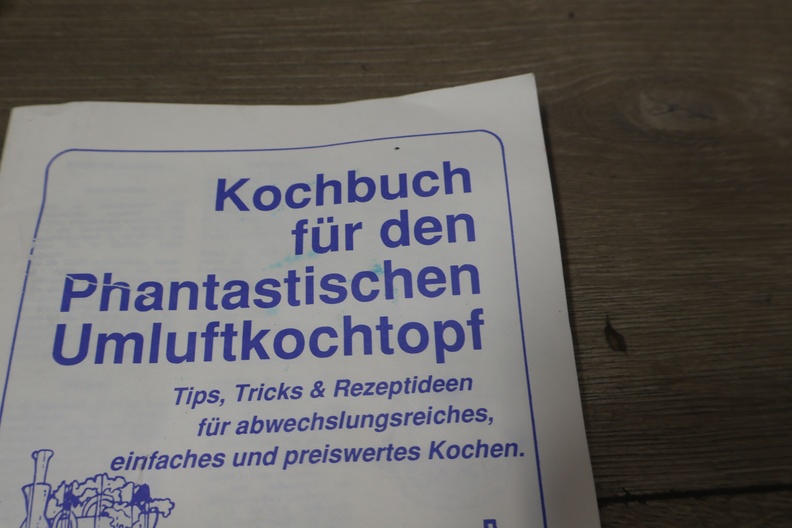 Kochbuch
für den
Phantastischen
Umluftkochtopf
Tips, Tricks & Rezeptideen
für abwechslungsreiches,
einfaches und preiswertes Kochen.